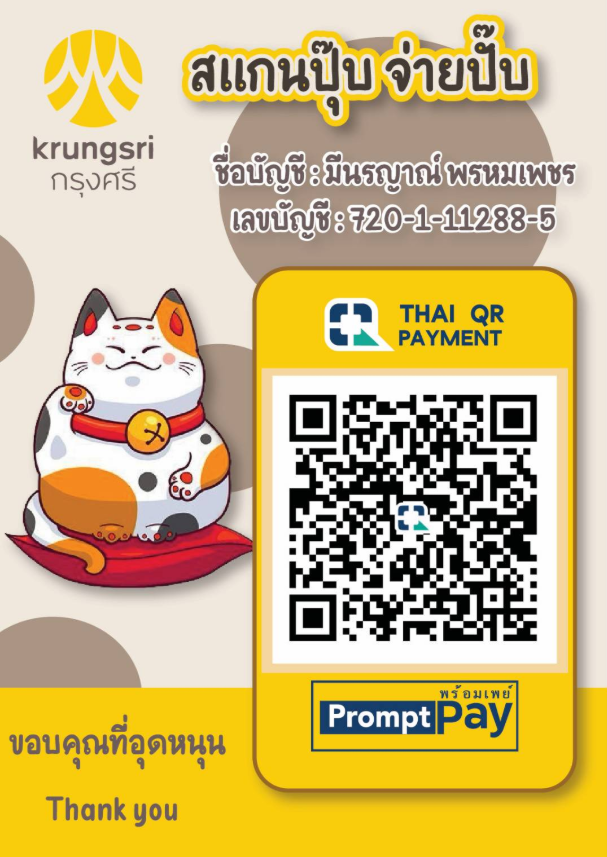 สแกนปุ๊บ จ่ายปั๊บ
krungsri
กรุงศรี
ชื่อบัญชี : มีนรญาณ์ พรหมเพชร
เลขบัญชี : 720-1-11288-5
THAI QR
PAYMENT
พร้อมเพย์
PromptPay
ขอบคุณที่อุดหนุน
Thank you